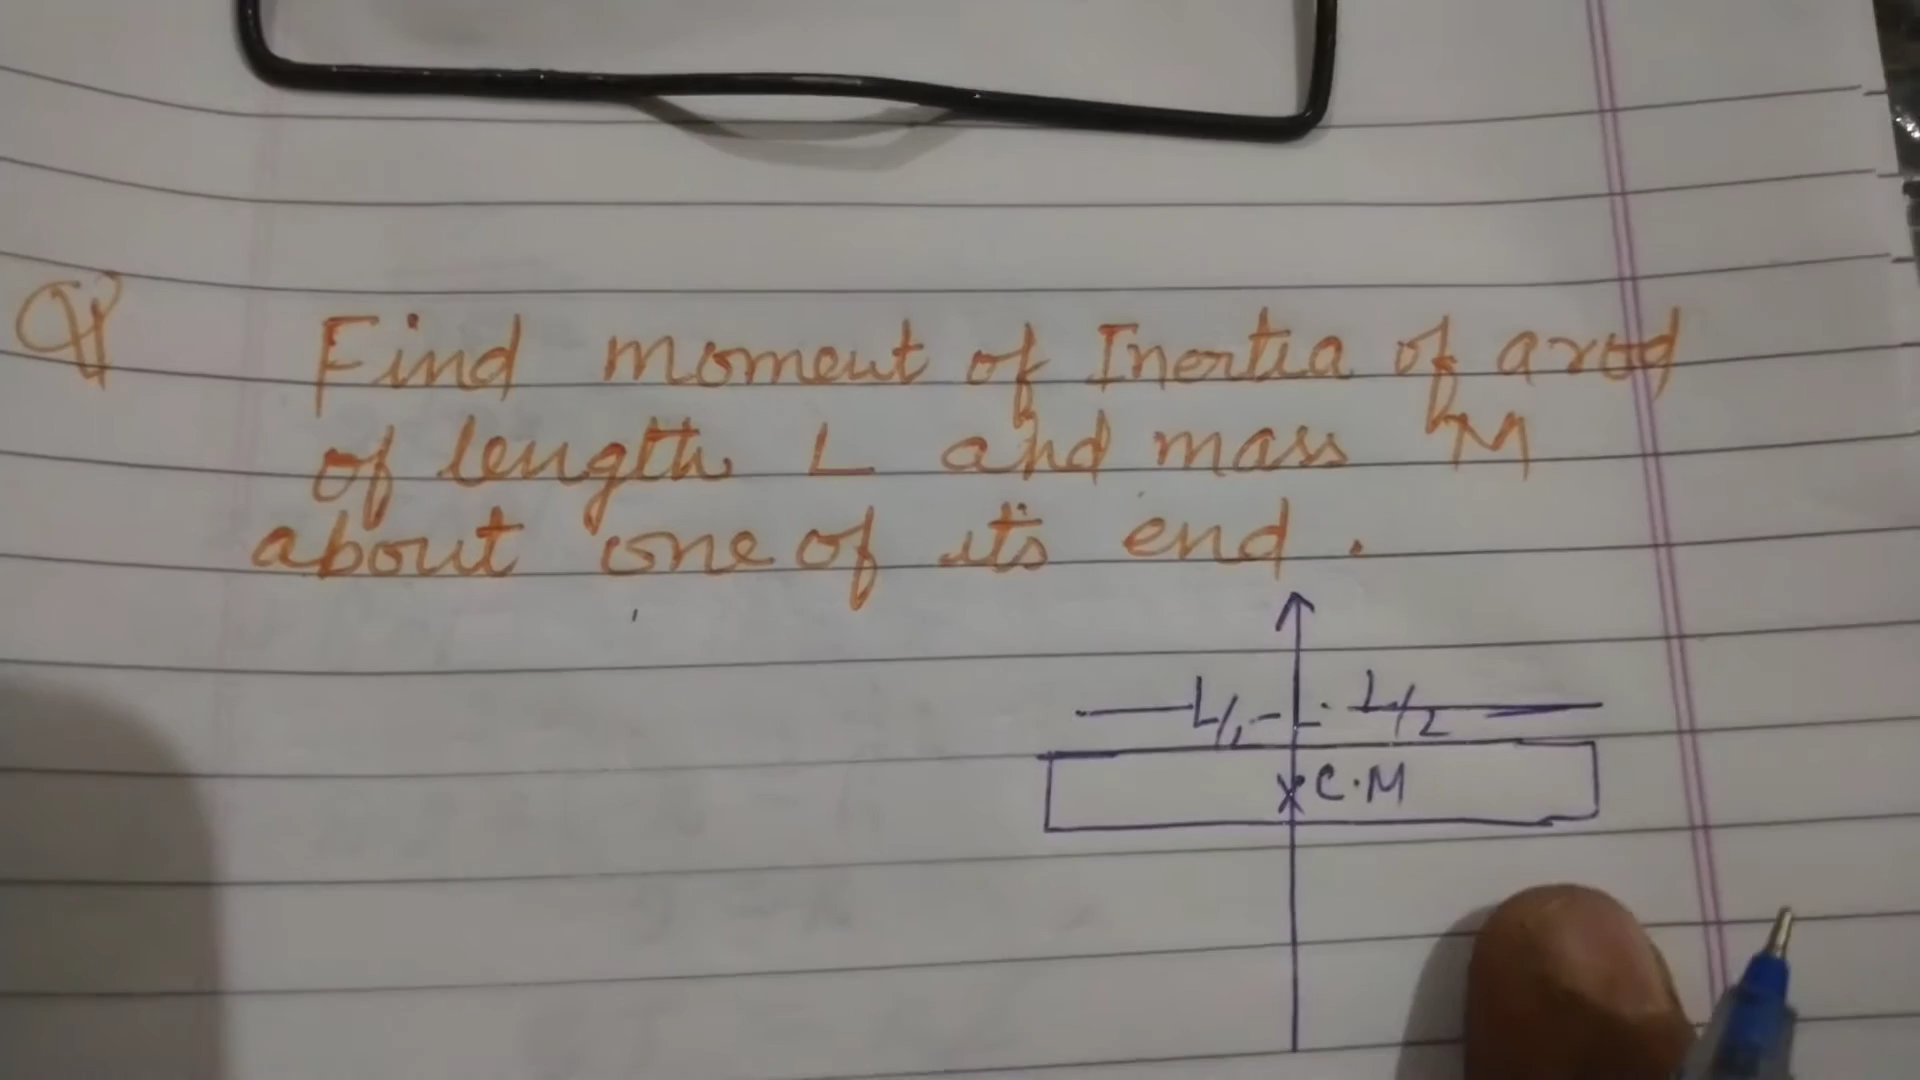 Q Find moment of Inertia of a rod
of length L and mass M
about one of its end.
L/2 L L/2
C.M